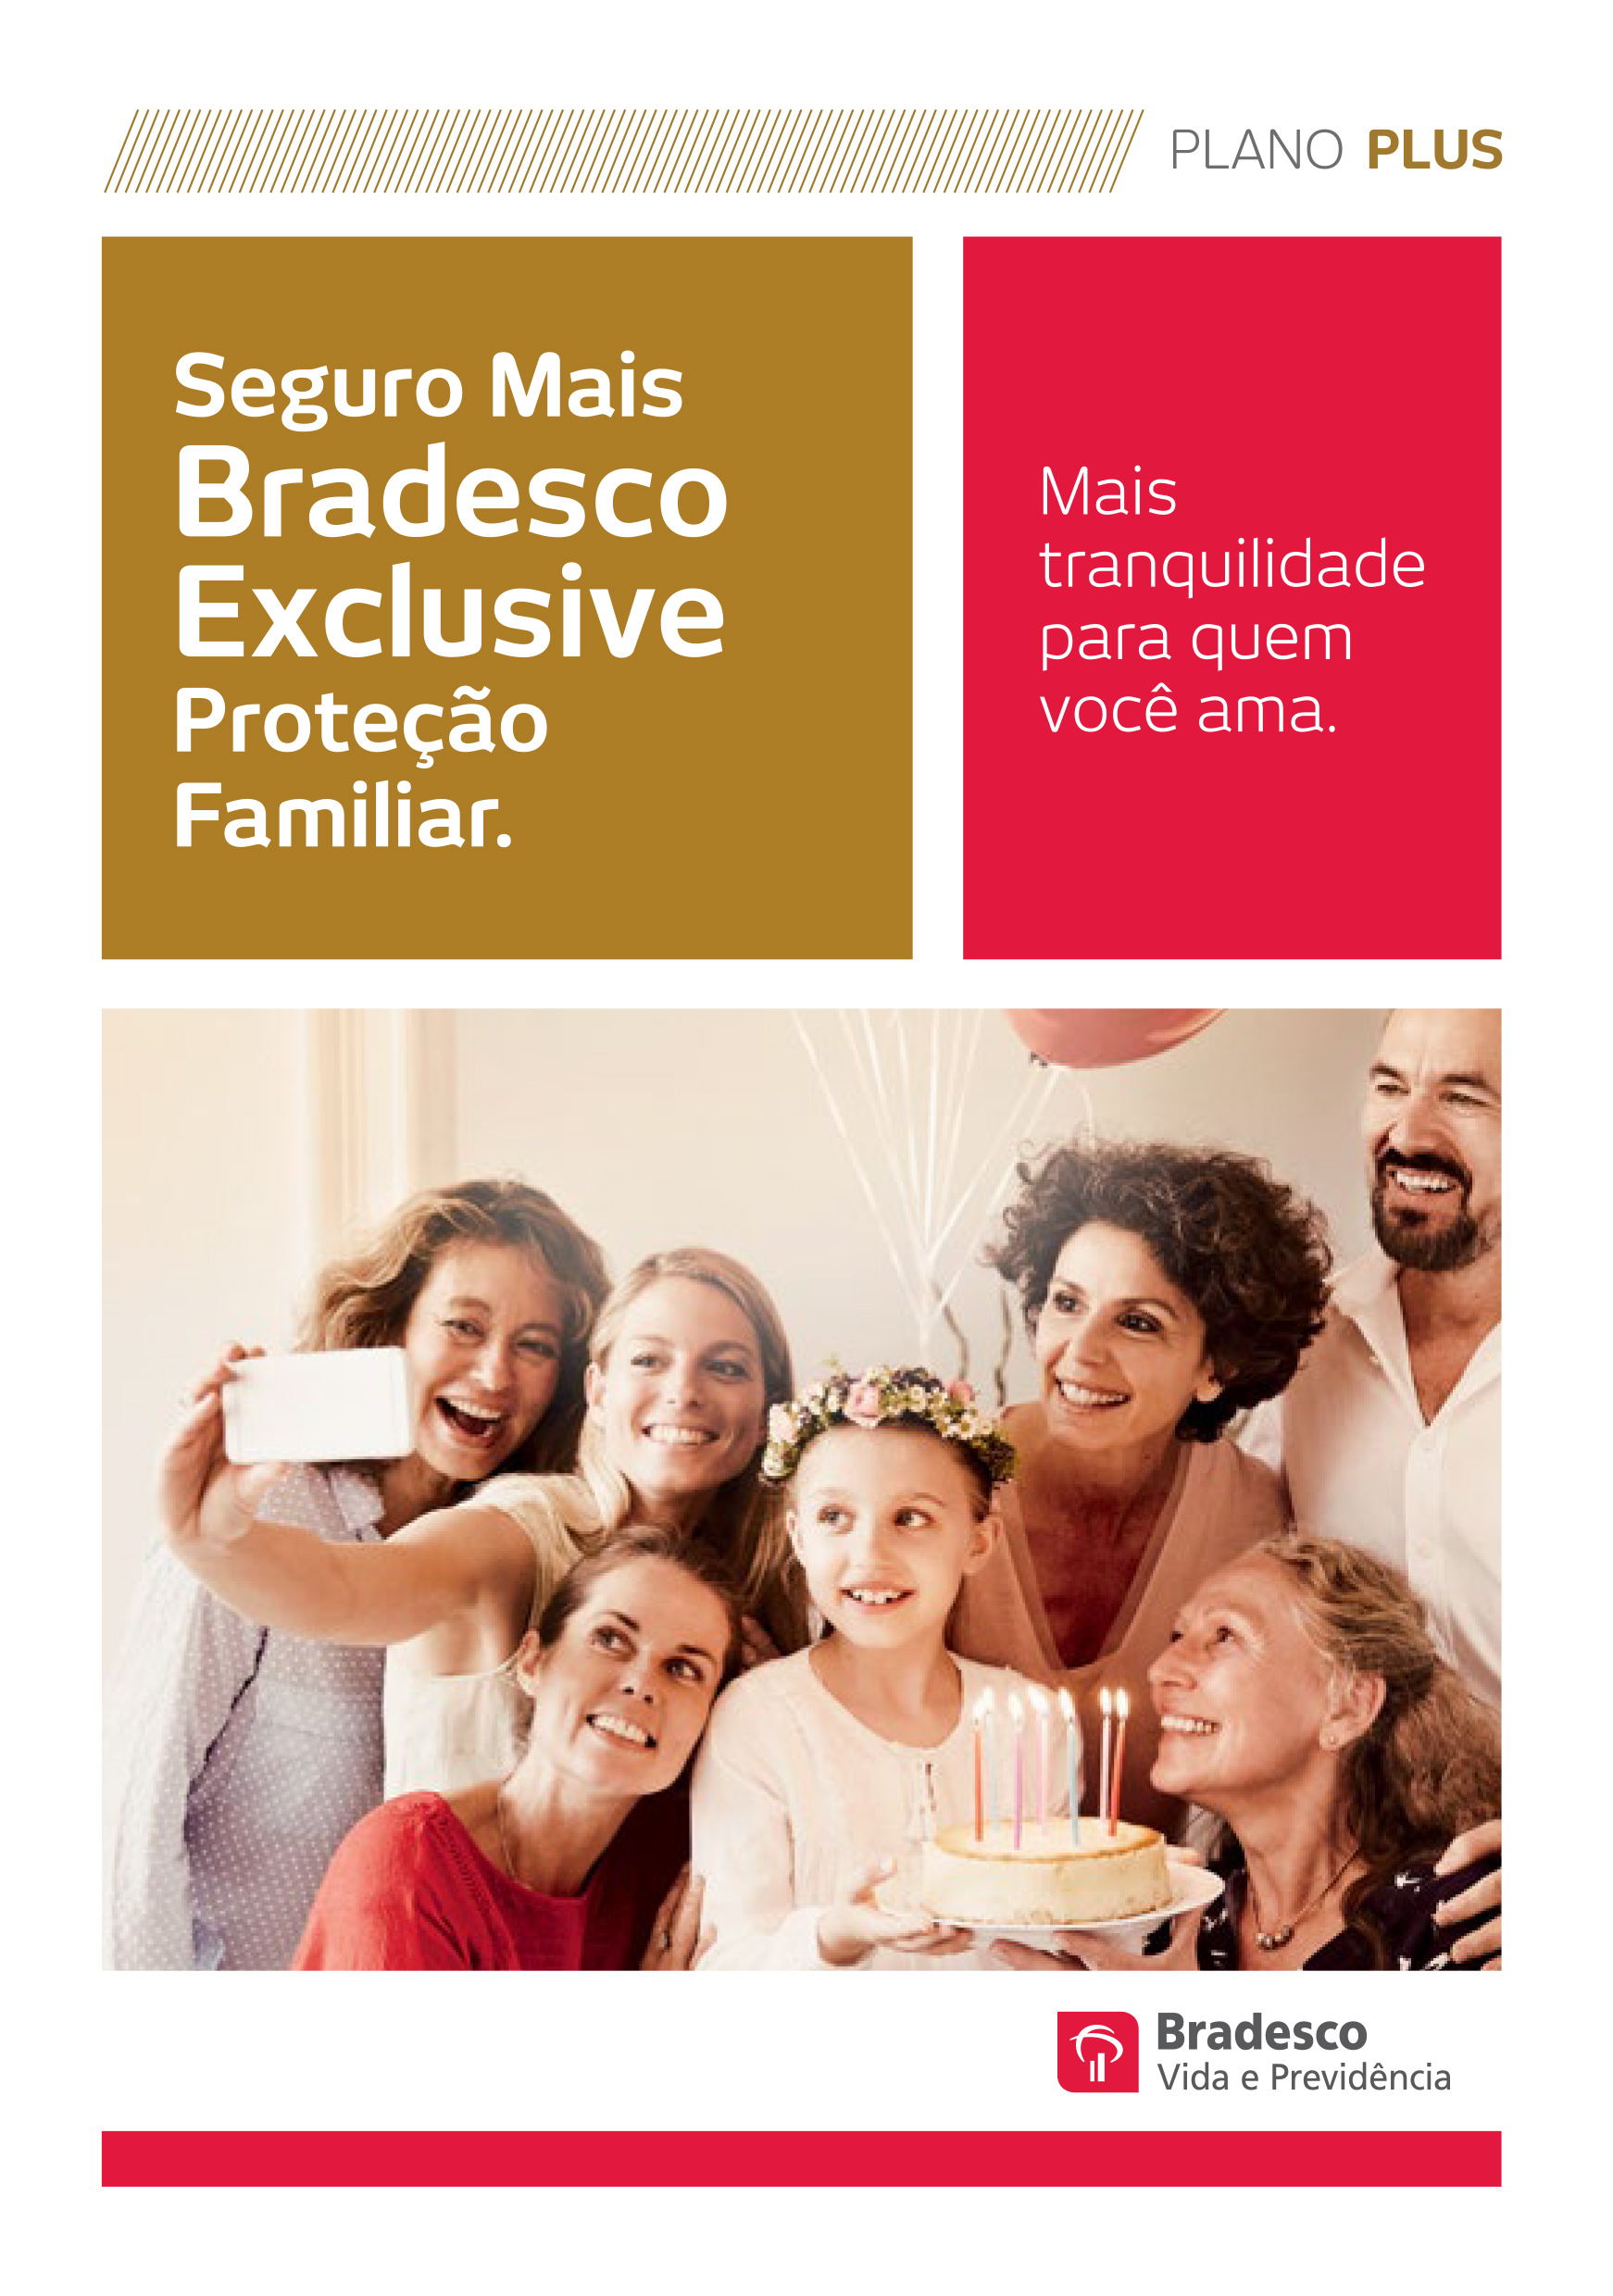 PLANO PLUS
Seguro Mais
Bradesco
Exclusive
Proteção
Familiar.
Mais
tranquilidade
para quem
você ama.
Bradesco
Vida e Previdência